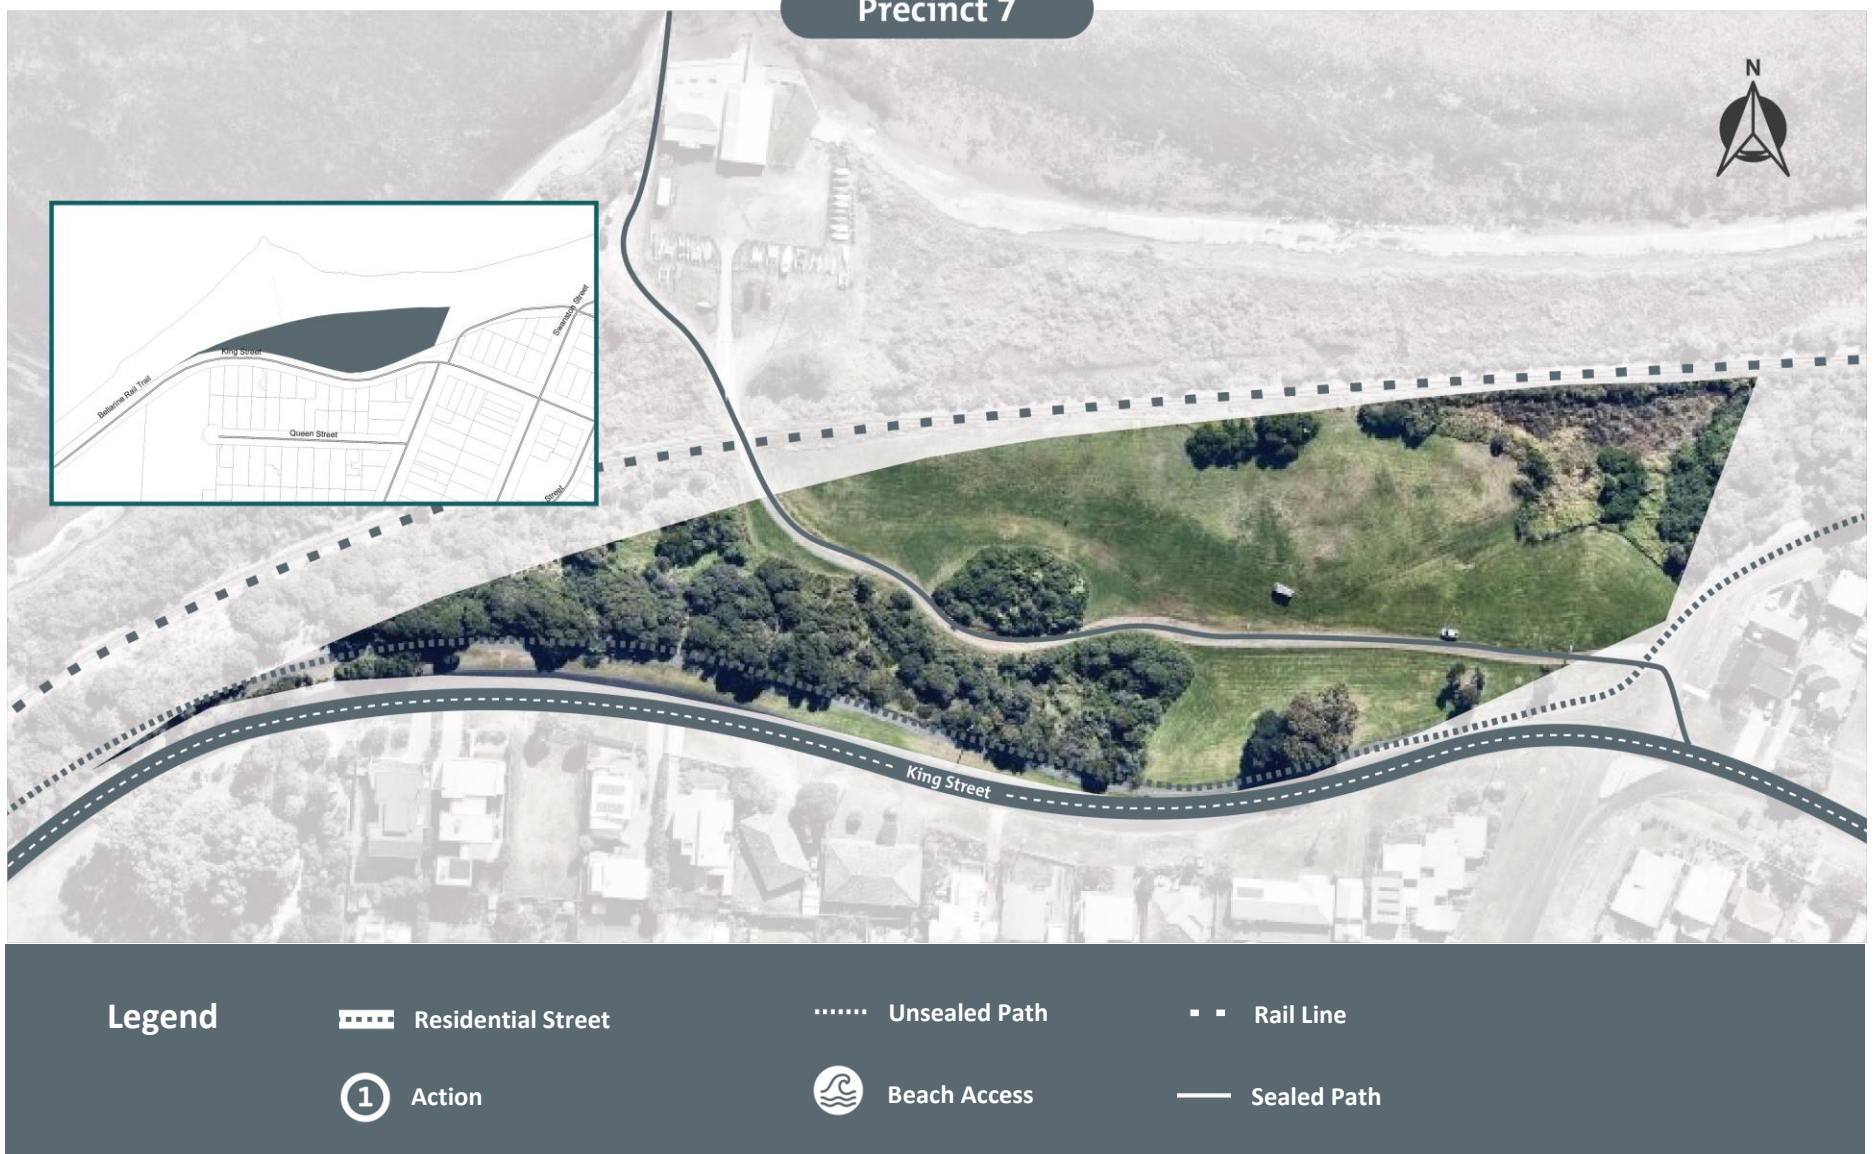 Precinct 7
N
Swanston Street
King Street
Bellarine Rail Trail
Queen Street
Street
King Street
Legend
Residential Street
Unsealed Path
Rail Line
1
Action
Beach Access
Sealed Path